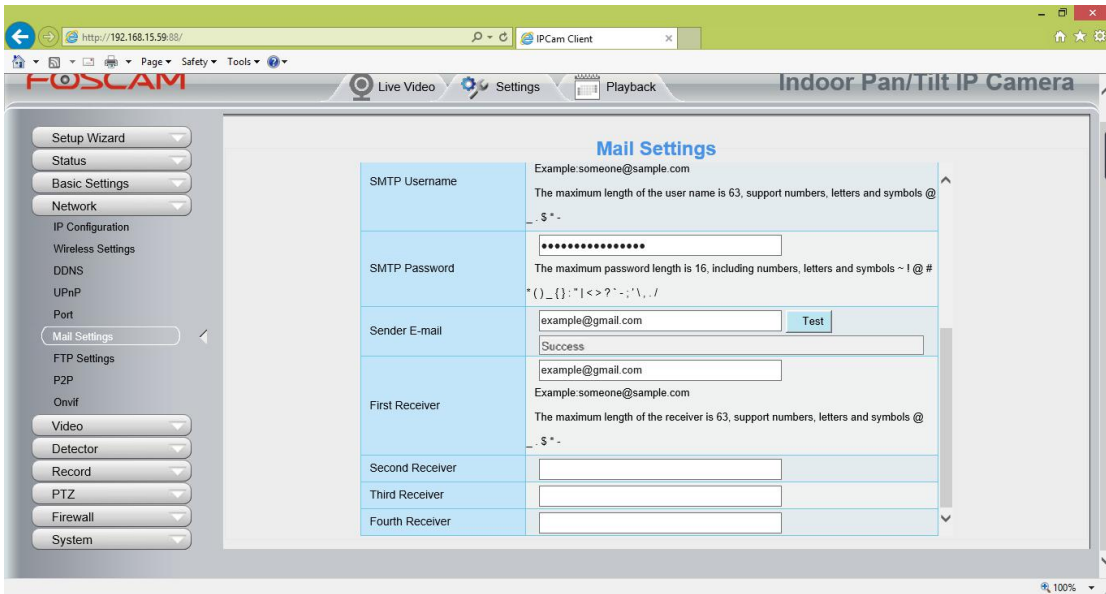 http://192.168.15.59:88/
IPCam Client
Page Safety Tools
FOSCAM
Live Video
Settings
Playback
Indoor Pan/Tilt IP Camera
Setup Wizard
Status
Basic Settings
Network
IP Configuration
Wireless Settings
DDNS
UPnP
Port
Mail Settings
FTP Settings
P2P
Onvif
Video
Detector
Record
PTZ
Firewall
System
Mail Settings
SMTP Username
Example:someone@sample.com
The maximum length of the user name is 63, support numbers, letters and symbols @
_ . $ * -
SMTP Password
••••••••••••••••
The maximum password length is 16, including numbers, letters and symbols ~ ! @ #
* ( ) _ { } : " | < > ? ` - ; ' \ , . /
Sender E-mail
example@gmail.com
Test
Success
First Receiver
example@gmail.com
Example:someone@sample.com
The maximum length of the receiver is 63, support numbers, letters and symbols @
_ . $ * -
Second Receiver
Third Receiver
Fourth Receiver
100%